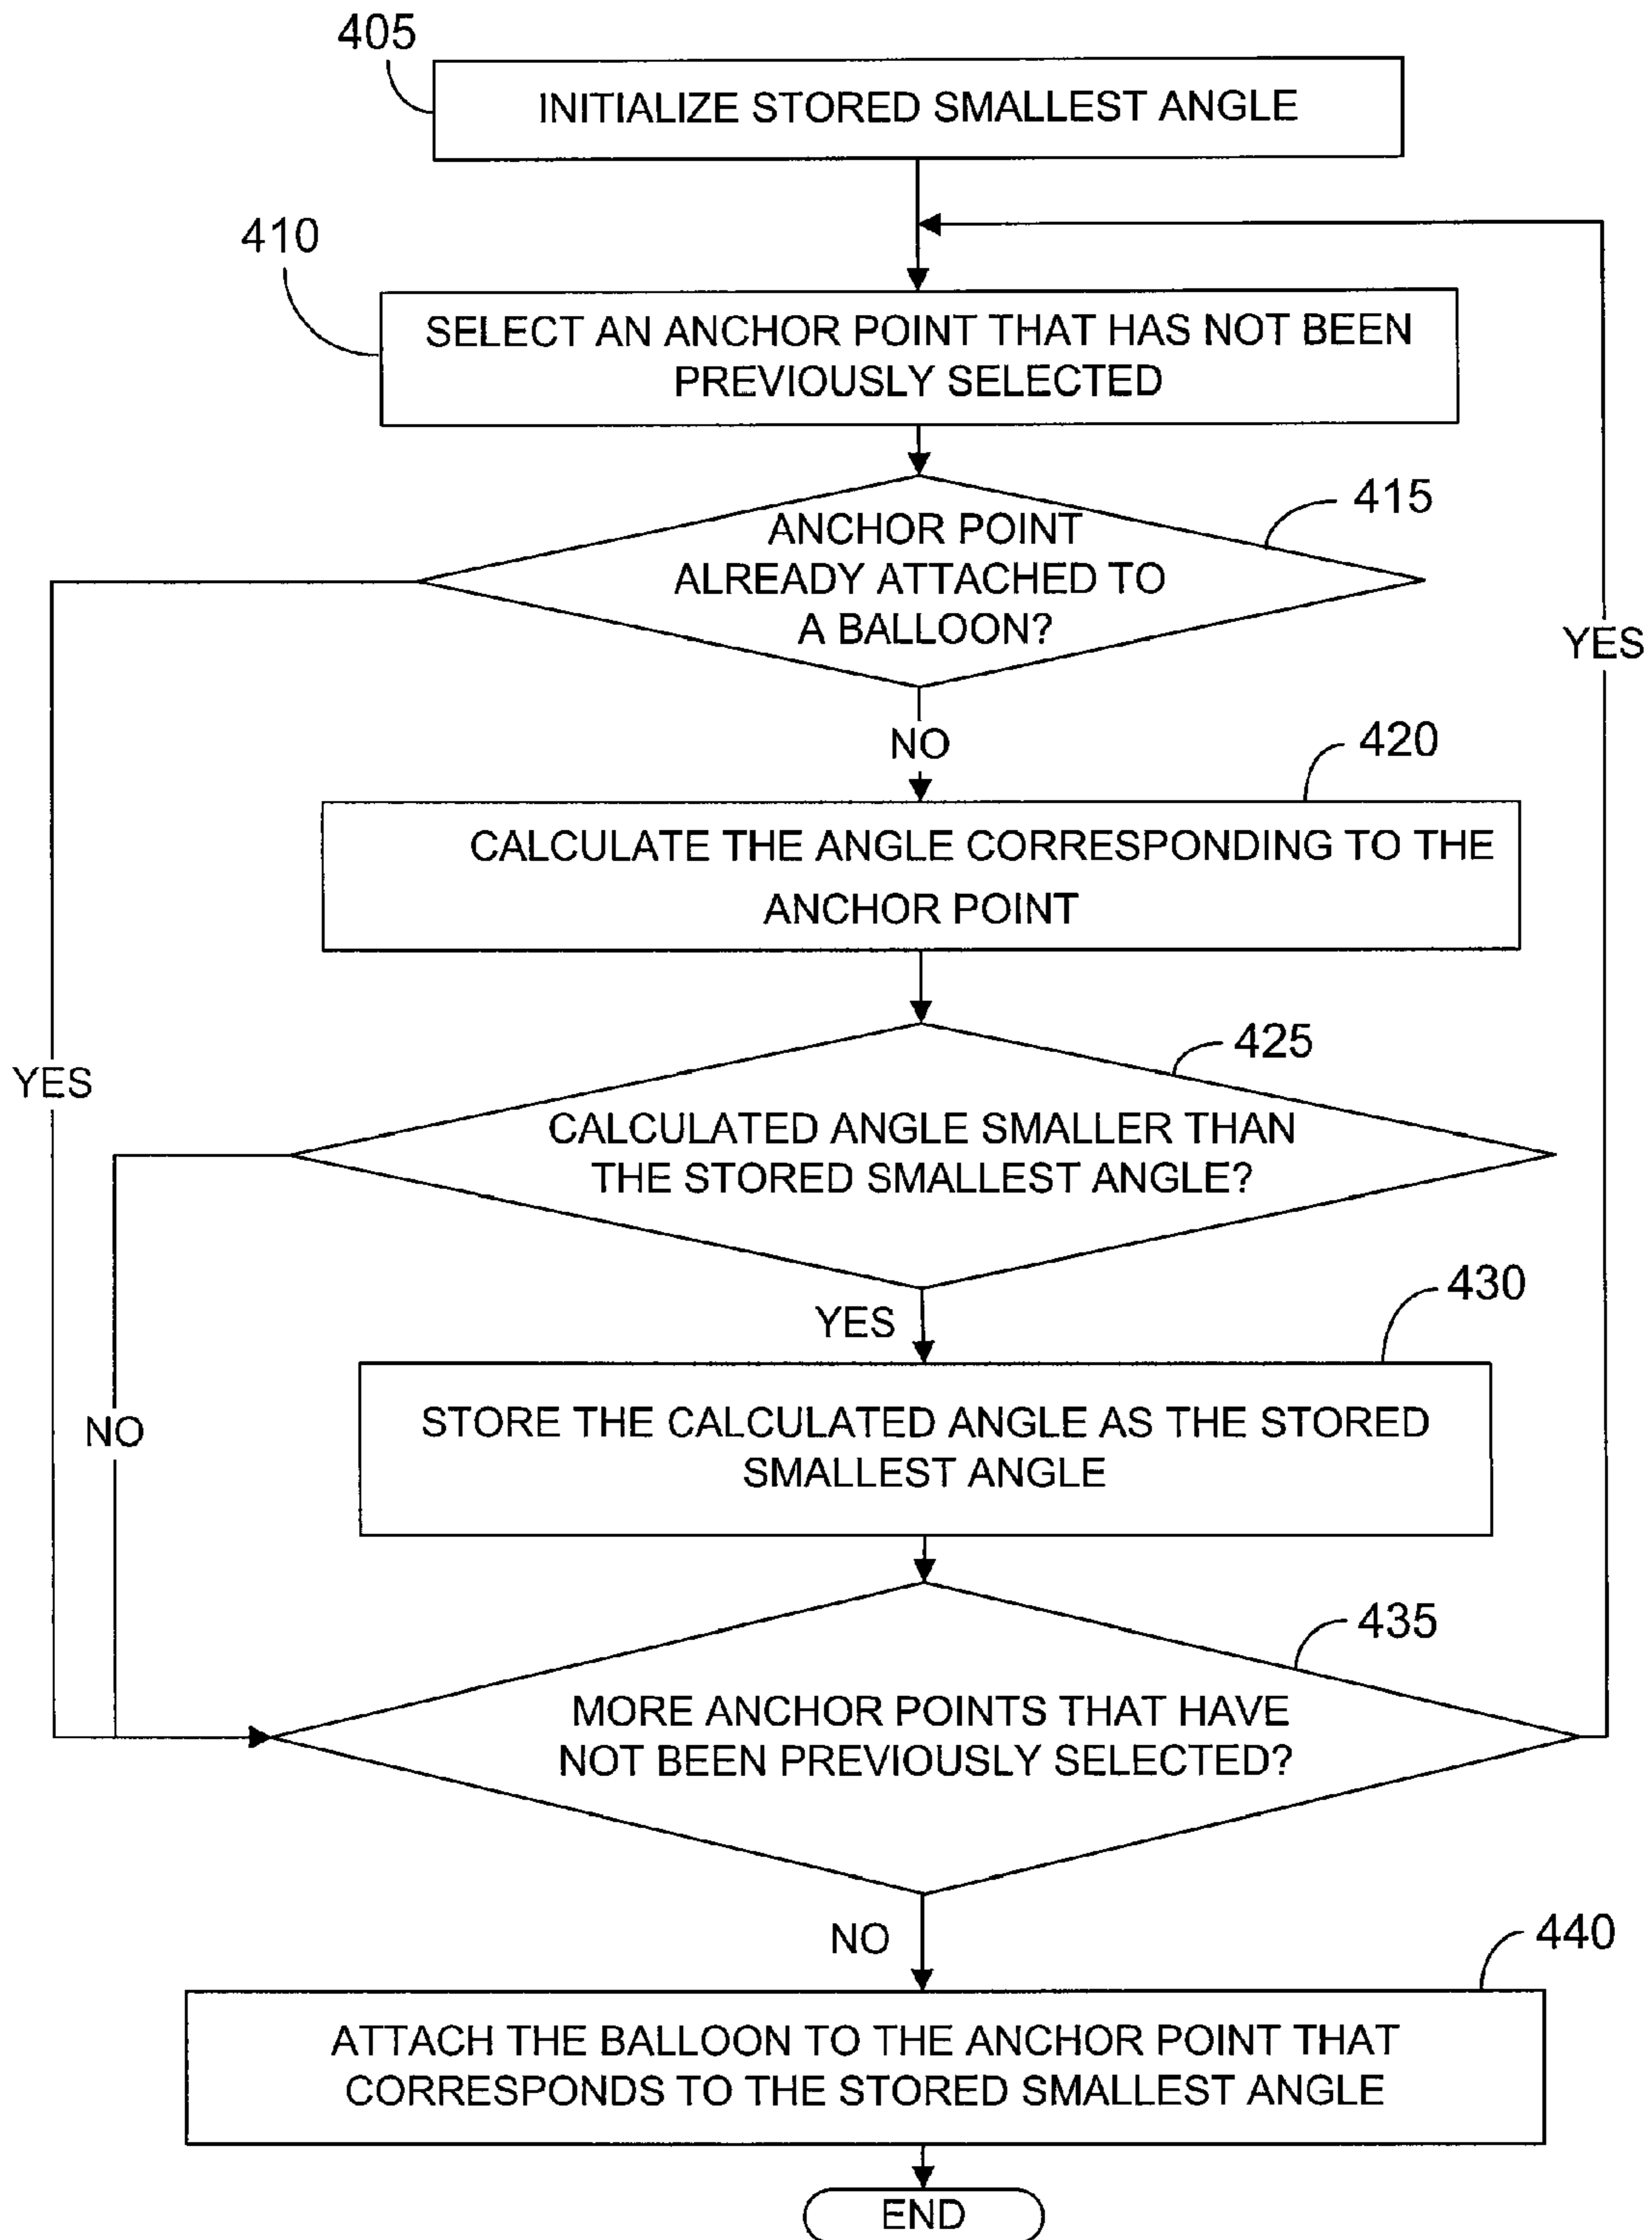 405
INITIALIZE STORED SMALLEST ANGLE
410
SELECT AN ANCHOR POINT THAT HAS NOT BEEN
PREVIOUSLY SELECTED
415
ANCHOR POINT
ALREADY ATTACHED TO
A BALLOON?
YES
NO
420
CALCULATE THE ANGLE CORRESPONDING TO THE
ANCHOR POINT
425
YES
CALCULATED ANGLE SMALLER THAN
THE STORED SMALLEST ANGLE?
430
YES
NO
STORE THE CALCULATED ANGLE AS THE STORED
SMALLEST ANGLE
435
MORE ANCHOR POINTS THAT HAVE
NOT BEEN PREVIOUSLY SELECTED?
NO
440
ATTACH THE BALLOON TO THE ANCHOR POINT THAT
CORRESPONDS TO THE STORED SMALLEST ANGLE
END